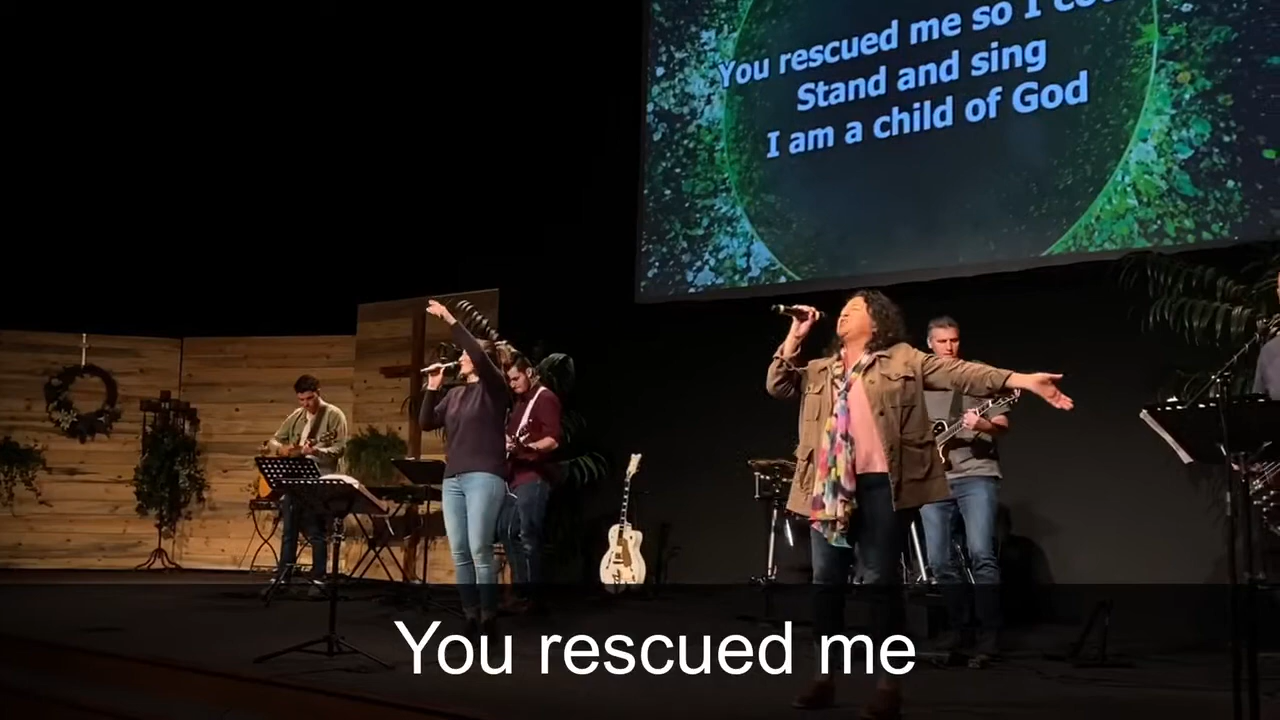 You rescued me so I
Stand and sing
I am a child of God
You rescued me